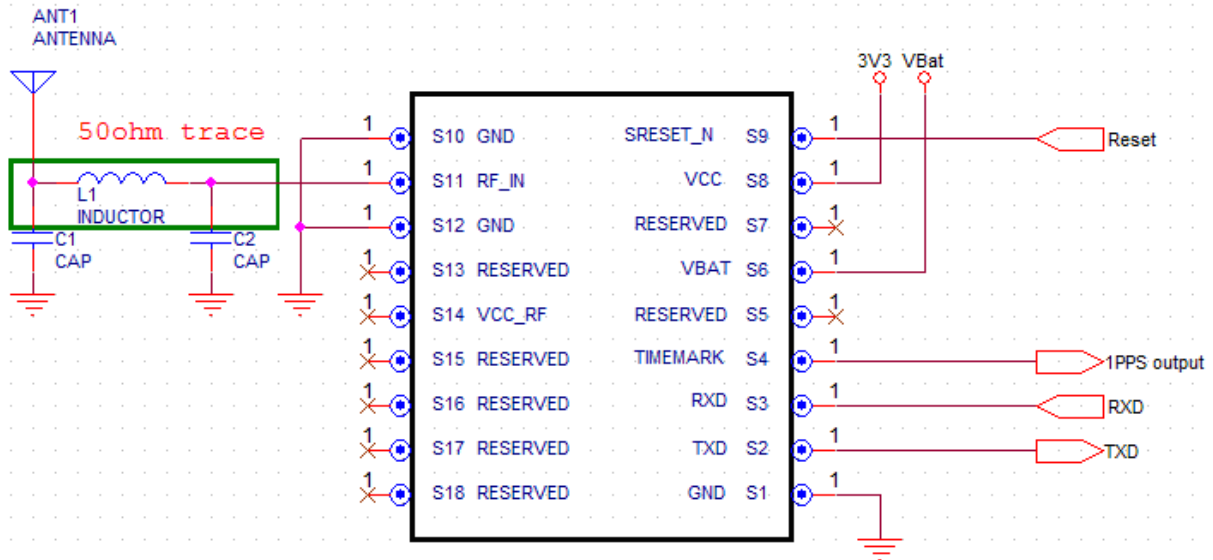 ANT1
ANTENNA
3V3 VBat
50ohm trace
1 S10 GND SRESET_N S9 1 Reset
L1
INDUCTOR
1 S11 RF_IN VCC S8 1
C1
CAP
C2
CAP
1 S12 GND RESERVED S7 1
1 S13 RESERVED VBAT S6 1
1 S14 VCC_RF RESERVED S5 1
1 S15 RESERVED TIMEMARK S4 1 1PPS output
1 S16 RESERVED RXD S3 1 RXD
1 S17 RESERVED TXD S2 1 TXD
1 S18 RESERVED GND S1 1